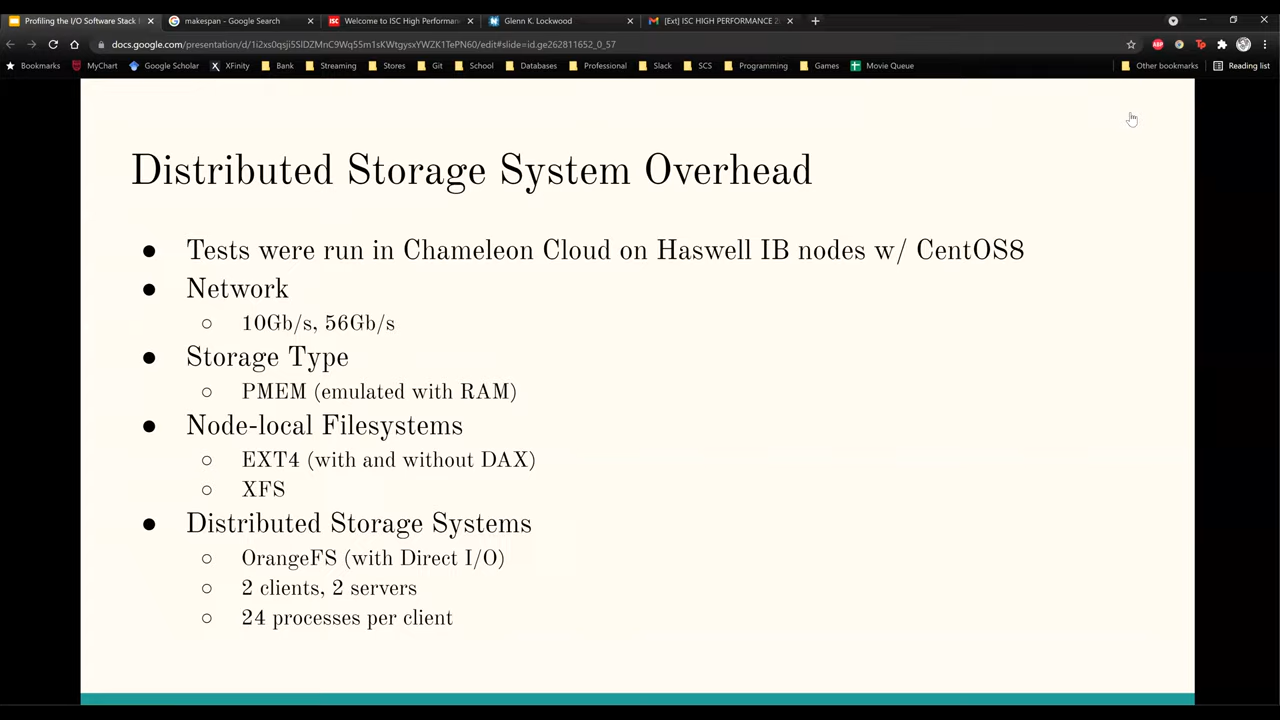 Profiling the I/O Software Stack
makespan - Google Search
Welcome to ISC High Performanc
Glenn K. Lockwood
[Ext] ISC HIGH PERFORMANCE 2
docs.google.com/presentation/d/1i2xs0qsji5SlDZMnC9Wq55m1sKWtgysxYWZK1TePN60/edit#slide=id.ge262811652_0_57
ABP
Tp
Bookmarks
MyChart
Google Scholar
XFinity
Bank
Streaming
Stores
Git
School
Databases
Professional
Slack
SCS
Programming
Games
Movie Queue
Other bookmarks
Reading list
Distributed Storage System Overhead
● Tests were run in Chameleon Cloud on Haswell IB nodes w/ CentOS8
● Network
○ 10Gb/s, 56Gb/s
● Storage Type
○ PMEM (emulated with RAM)
● Node-local Filesystems
○ EXT4 (with and without DAX)
○ XFS
● Distributed Storage Systems
○ OrangeFS (with Direct I/O)
○ 2 clients, 2 servers
○ 24 processes per client